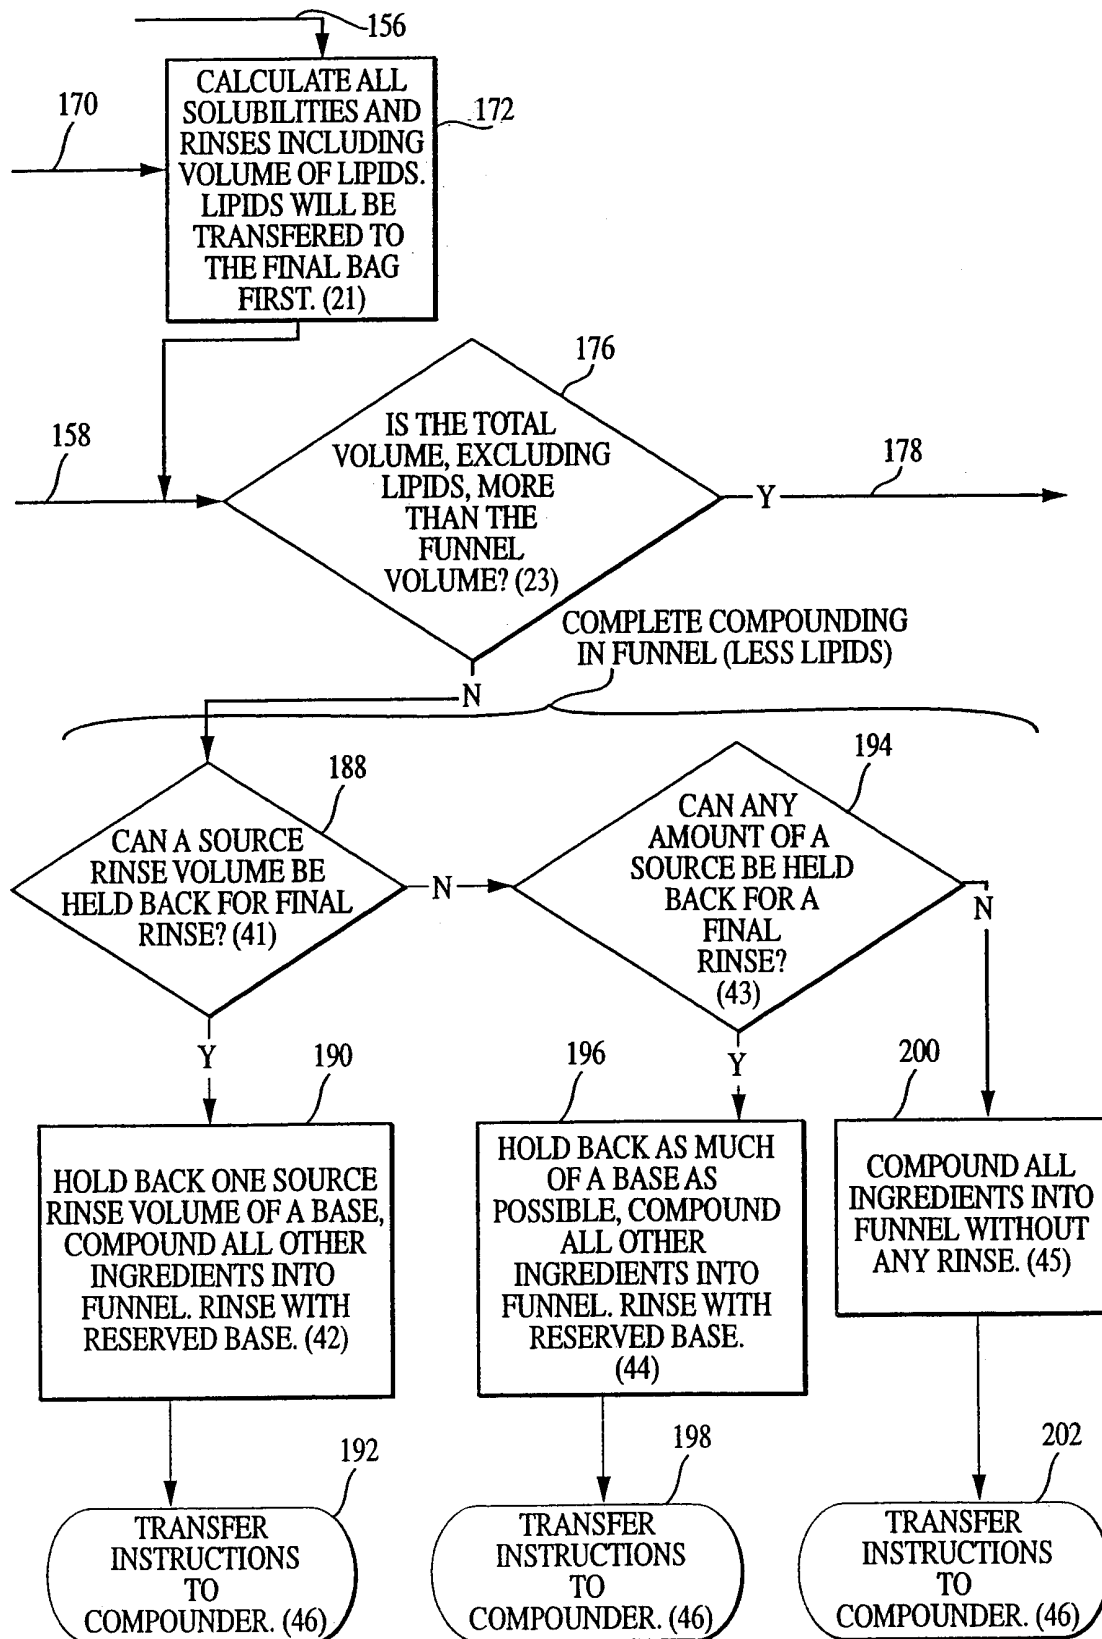 156
CALCULATE ALL
SOLUBILITIES AND
RINSES INCLUDING
VOLUME OF LIPIDS.
LIPIDS WILL BE
TRANSFERED TO
THE FINAL BAG
FIRST. (21)
170
172
176
IS THE TOTAL
VOLUME, EXCLUDING
LIPIDS, MORE
THAN THE
FUNNEL
VOLUME? (23)
158
178
Y
COMPLETE COMPOUNDING
IN FUNNEL (LESS LIPIDS)
N
188
CAN A SOURCE
RINSE VOLUME BE
HELD BACK FOR FINAL
RINSE? (41)
N
194
CAN ANY
AMOUNT OF A
SOURCE BE HELD
BACK FOR A
FINAL
RINSE?
(43)
N
Y
Y
190
HOLD BACK ONE SOURCE
RINSE VOLUME OF A BASE,
COMPOUND ALL OTHER
INGREDIENTS INTO
FUNNEL. RINSE WITH
RESERVED BASE. (42)
196
HOLD BACK AS MUCH
OF A BASE AS
POSSIBLE, COMPOUND
ALL OTHER
INGREDIENTS INTO
FUNNEL. RINSE WITH
RESERVED BASE.
(44)
200
COMPOUND ALL
INGREDIENTS INTO
FUNNEL WITHOUT
ANY RINSE. (45)
192
TRANSFER
INSTRUCTIONS
TO
COMPOUNDER. (46)
198
TRANSFER
INSTRUCTIONS
TO
COMPOUNDER. (46)
202
TRANSFER
INSTRUCTIONS
TO
COMPOUNDER. (46)